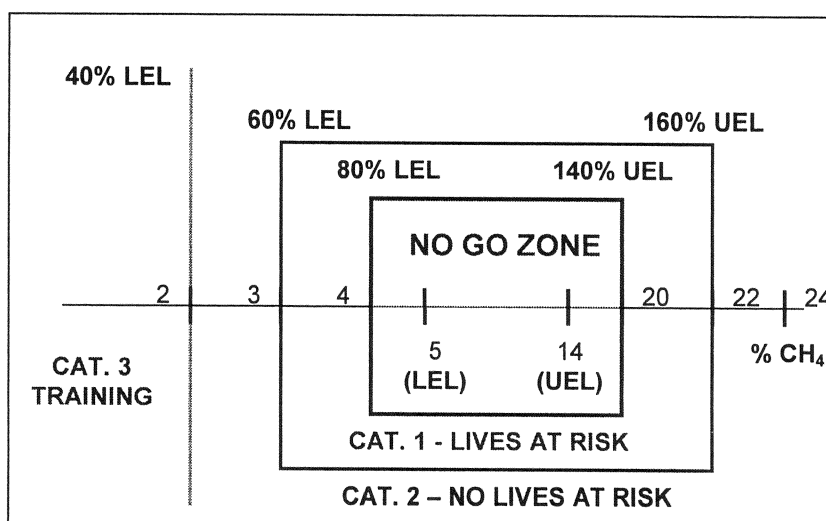 40% LEL
60% LEL
160% UEL
80% LEL
140% UEL
NO GO ZONE
2 3 4 20 22 24
5 14 % CH₄
(LEL) (UEL)
CAT. 3
TRAINING
CAT. 1 - LIVES AT RISK
CAT. 2 – NO LIVES AT RISK